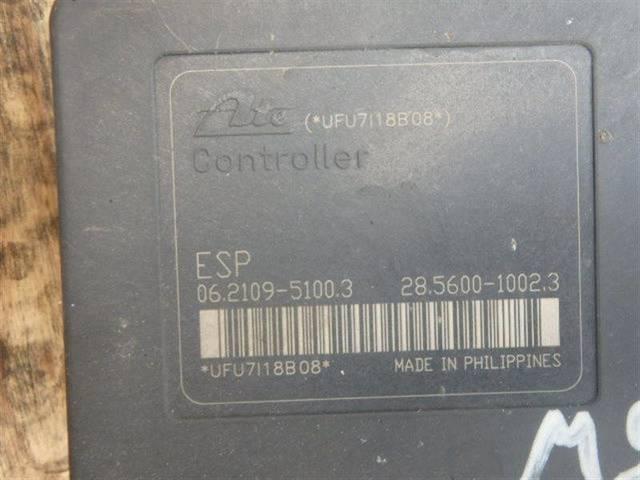 Ate (*UFU7I18B08*)
Controller
ESP
06.2109-5100.3 28.5600-1002.3
*UFU7I18B08* MADE IN PHILIPPINES